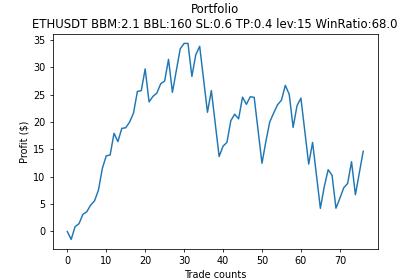 Portfolio
ETHUSDT BBM:2.1 BBL:160 SL:0.6 TP:0.4 lev:15 WinRatio:68.0
35
30
25
20
15
10
5
0
Profit ($)
0 10 20 30 40 50 60 70
Trade counts